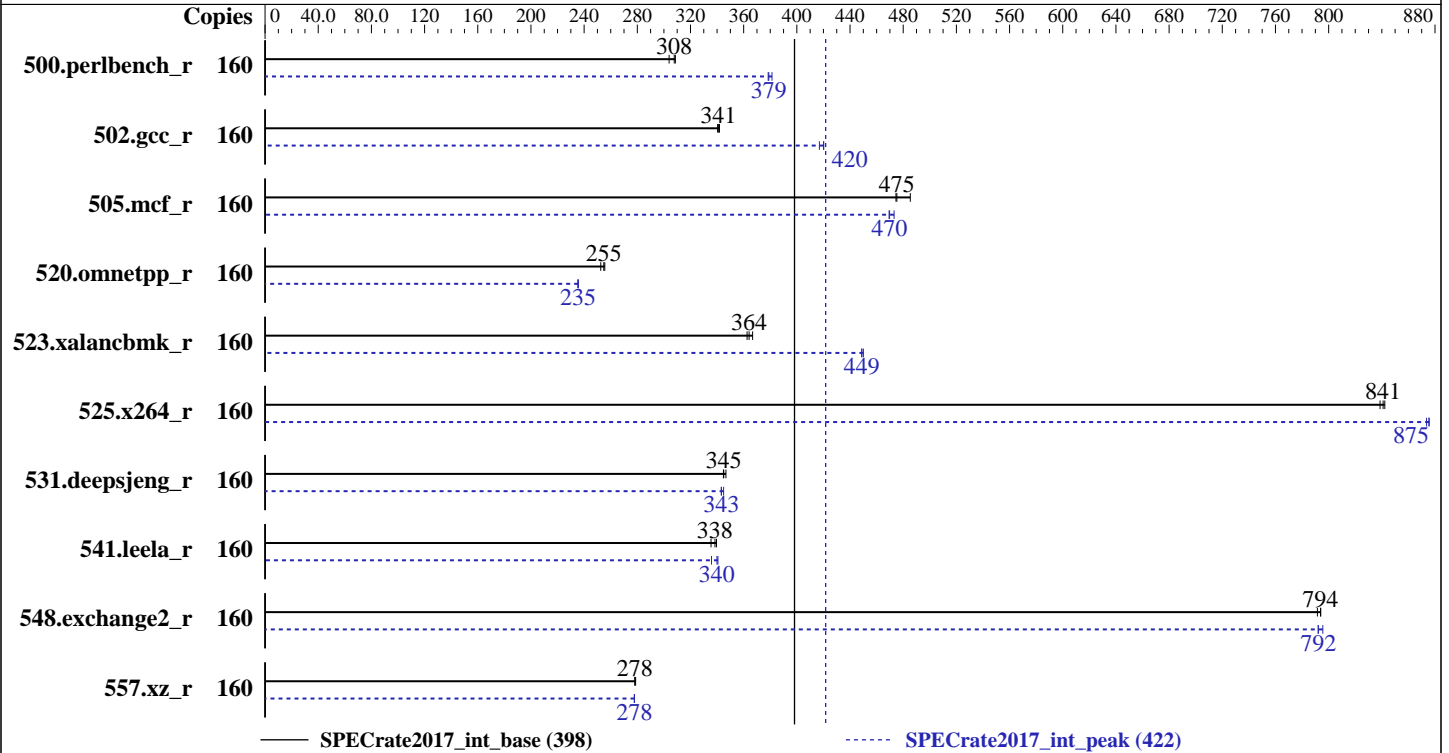 Copies 0 40.0 80.0 120 160 200 240 280 320 360 400 440 480 520 560 600 640 680 720 760 800 880
500.perlbench_r 160 308
379
502.gcc_r 160 341
420
505.mcf_r 160 475
470
520.omnetpp_r 160 255
235
523.xalancbmk_r 160 364
449
525.x264_r 160 841
875
531.deepsjeng_r 160 345
343
541.leela_r 160 338
340
548.exchange2_r 160 794
792
557.xz_r 160 278
278
SPECrate2017_int_base (398) SPECrate2017_int_peak (422)